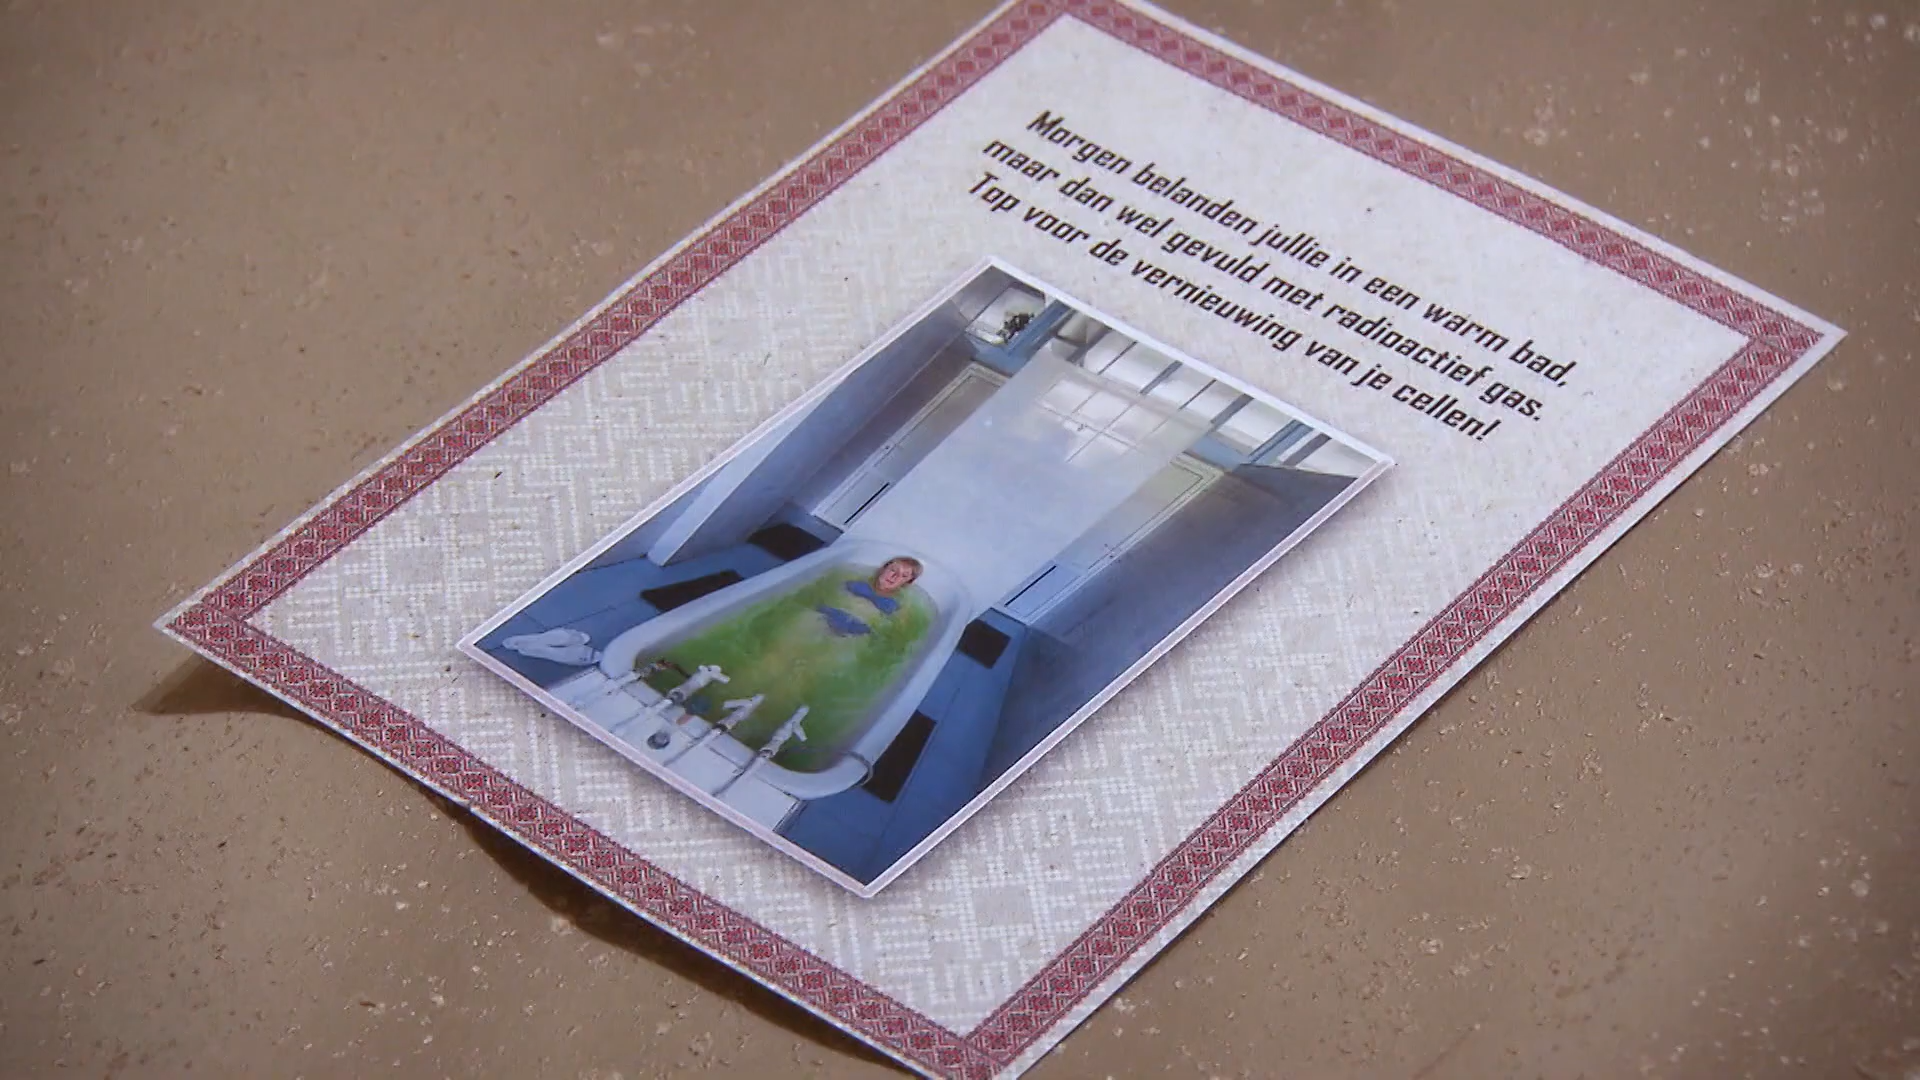 Morgen belanden jullie in een warm bad,
maar dan wel gevuld met radioactief gas.
Top voor de vernieuwing van je cellen!